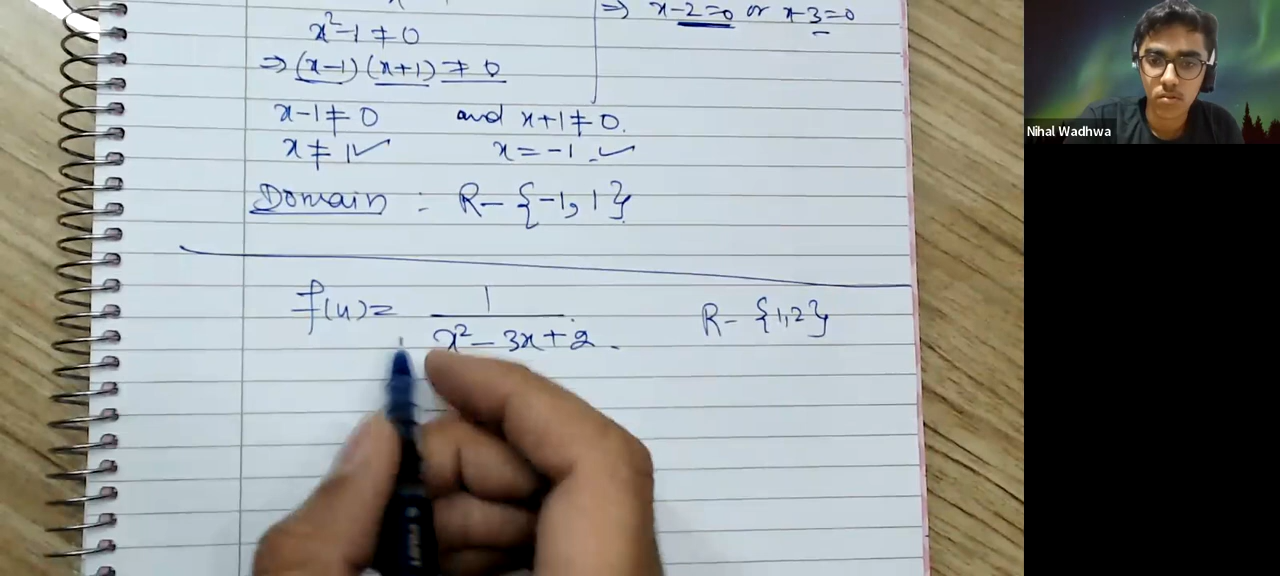 ⇒ x-2=0 or x-3=0
x²-1≠0
⇒ (x-1) (x+1) ≠ 0
x-1≠0 and x+1≠0.
x≠1✓ x=-1.✓
Domain : R-{-1, 1}
f(x)= 1 / x²-3x+2. R-{1,2}
Nihal Wadhwa